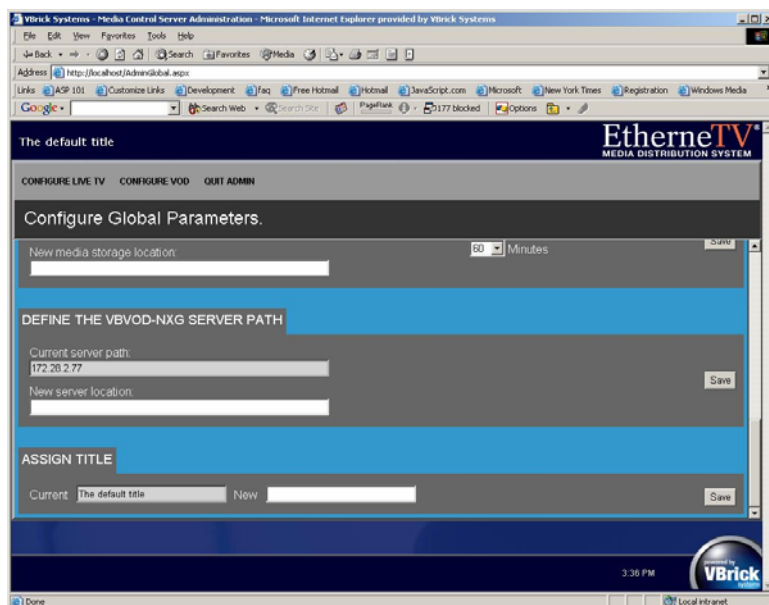 VBrick Systems - Media Control Server Administration - Microsoft Internet Explorer provided by VBrick Systems
File Edit View Favorites Tools Help
Back Search Favorites Media
Address http://localhost/AdminGlobal.aspx
Links ASP 101 Customize Links Development faq Free Hotmail Hotmail JavaScript.com Microsoft New York Times Registration Windows Media
Google Search Web Search Site PageRank 177 blocked Options
The default title
EtherneTV®
MEDIA DISTRIBUTION SYSTEM
CONFIGURE LIVE TV CONFIGURE VOD QUIT ADMIN
Configure Global Parameters.
New media storage location: 60 Minutes Save
DEFINE THE VBVOD-NXG SERVER PATH
Current server path:
172.28.2.77
Save
New server location:
ASSIGN TITLE
Current The default title New Save
3:36 PM
powered by
VBrick
systems
Done Local intranet